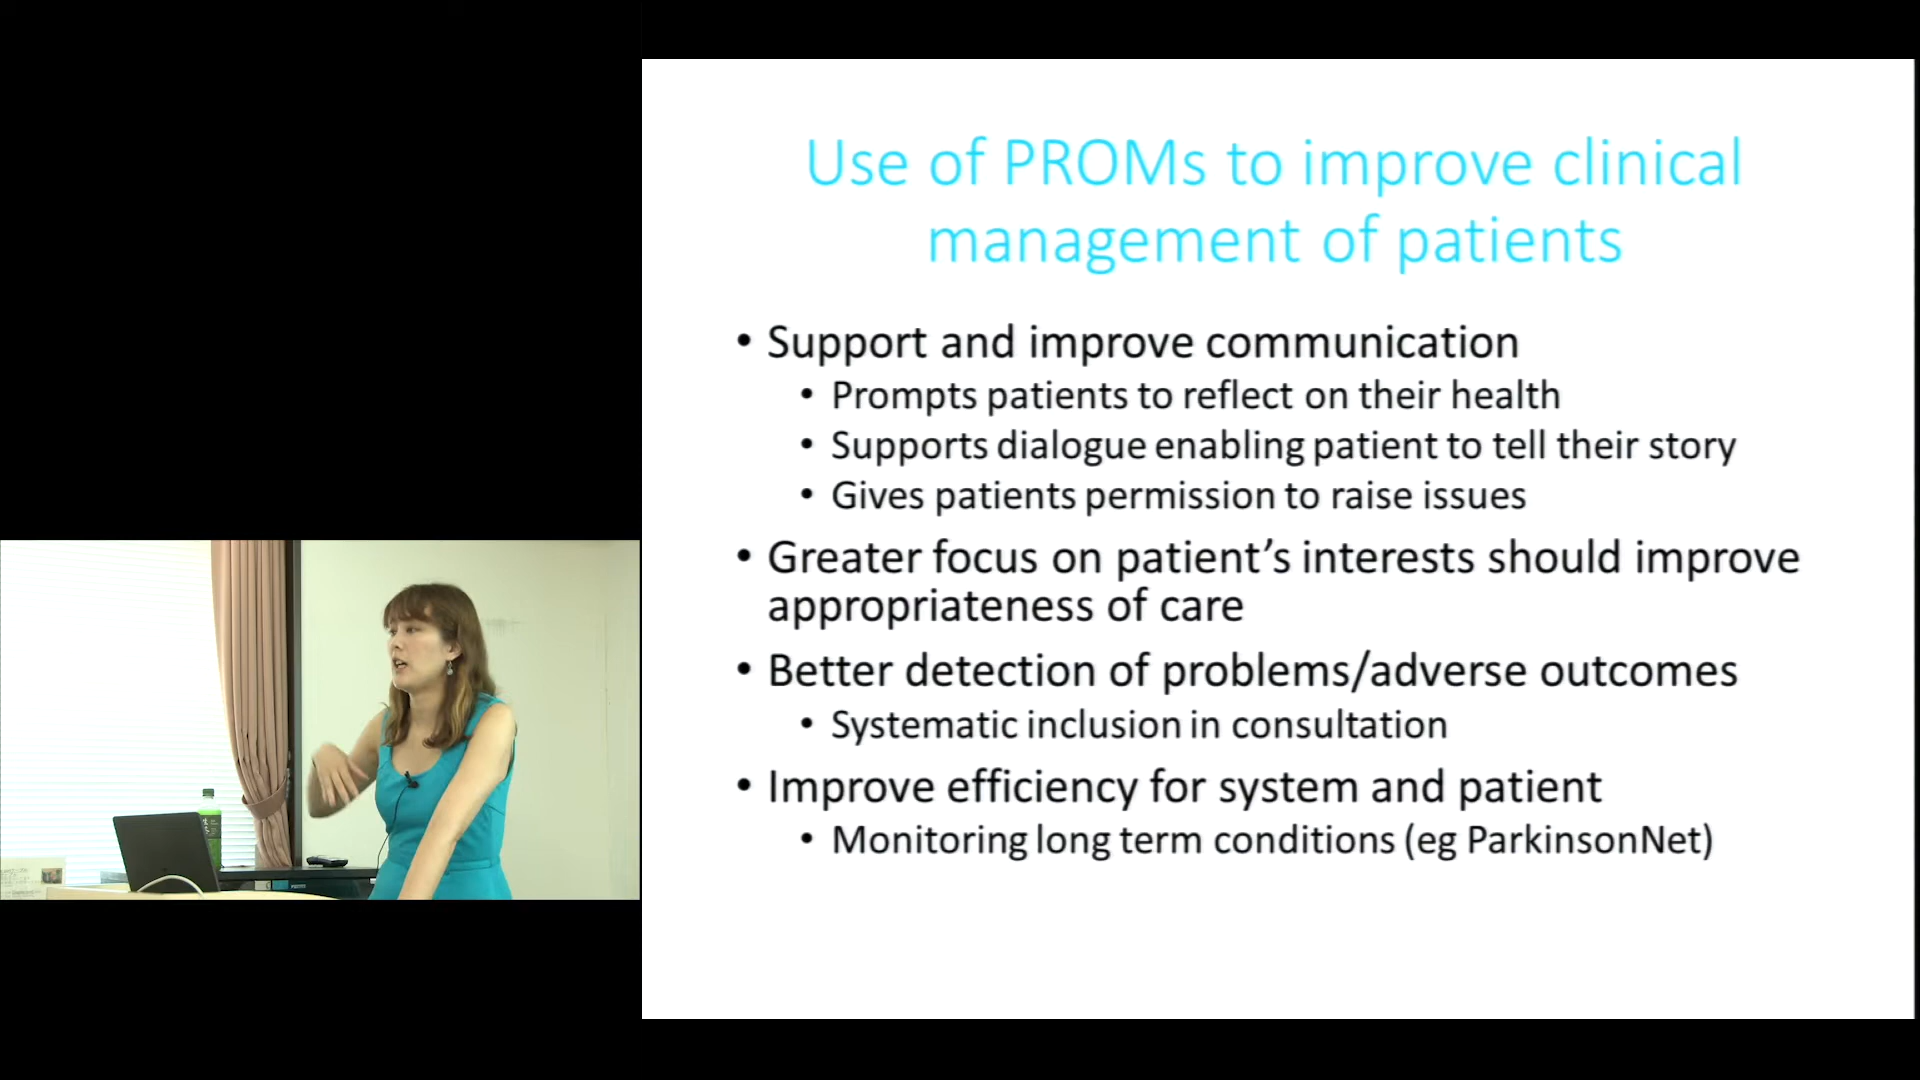 Use of PROMs to improve clinical
management of patients
• Support and improve communication
• Prompts patients to reflect on their health
• Supports dialogue enabling patient to tell their story
• Gives patients permission to raise issues
• Greater focus on patient’s interests should improve
appropriateness of care
• Better detection of problems/adverse outcomes
• Systematic inclusion in consultation
• Improve efficiency for system and patient
• Monitoring long term conditions (eg ParkinsonNet)